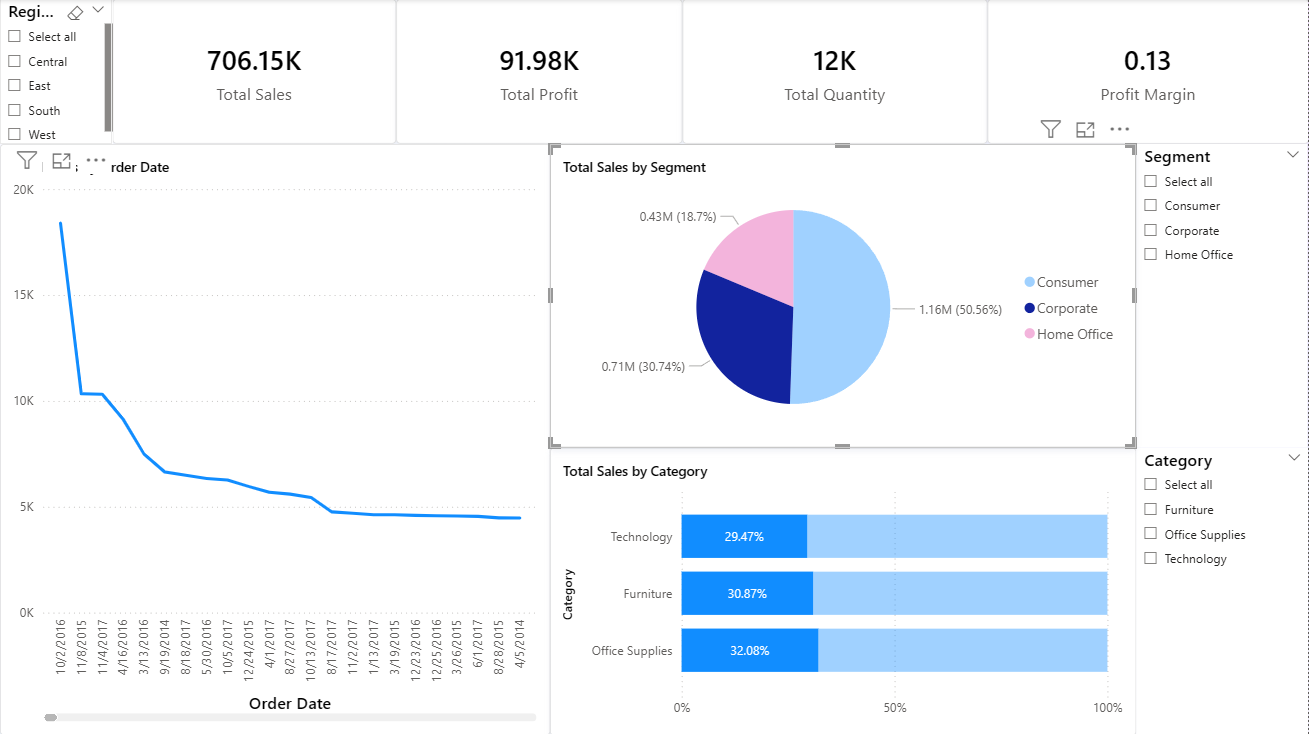 Regi...
Select all
Central
East
South
West
706.15K
Total Sales
91.98K
Total Profit
12K
Total Quantity
0.13
Profit Margin
rder Date
20K
15K
10K
5K
0K
10/2/2016
11/8/2015
11/4/2017
4/16/2016
3/13/2016
9/19/2014
8/18/2017
5/30/2016
10/5/2017
12/24/2015
4/1/2017
8/27/2017
10/13/2017
8/17/2017
11/2/2017
1/13/2017
3/19/2015
12/23/2016
12/25/2016
3/26/2015
6/1/2017
8/28/2015
4/5/2014
Order Date
Total Sales by Segment
0.43M (18.7%)
1.16M (50.56%)
0.71M (30.74%)
Consumer
Corporate
Home Office
Segment
Select all
Consumer
Corporate
Home Office
Total Sales by Category
Category
Technology
29.47%
Furniture
30.87%
Office Supplies
32.08%
0%
50%
100%
Category
Select all
Furniture
Office Supplies
Technology